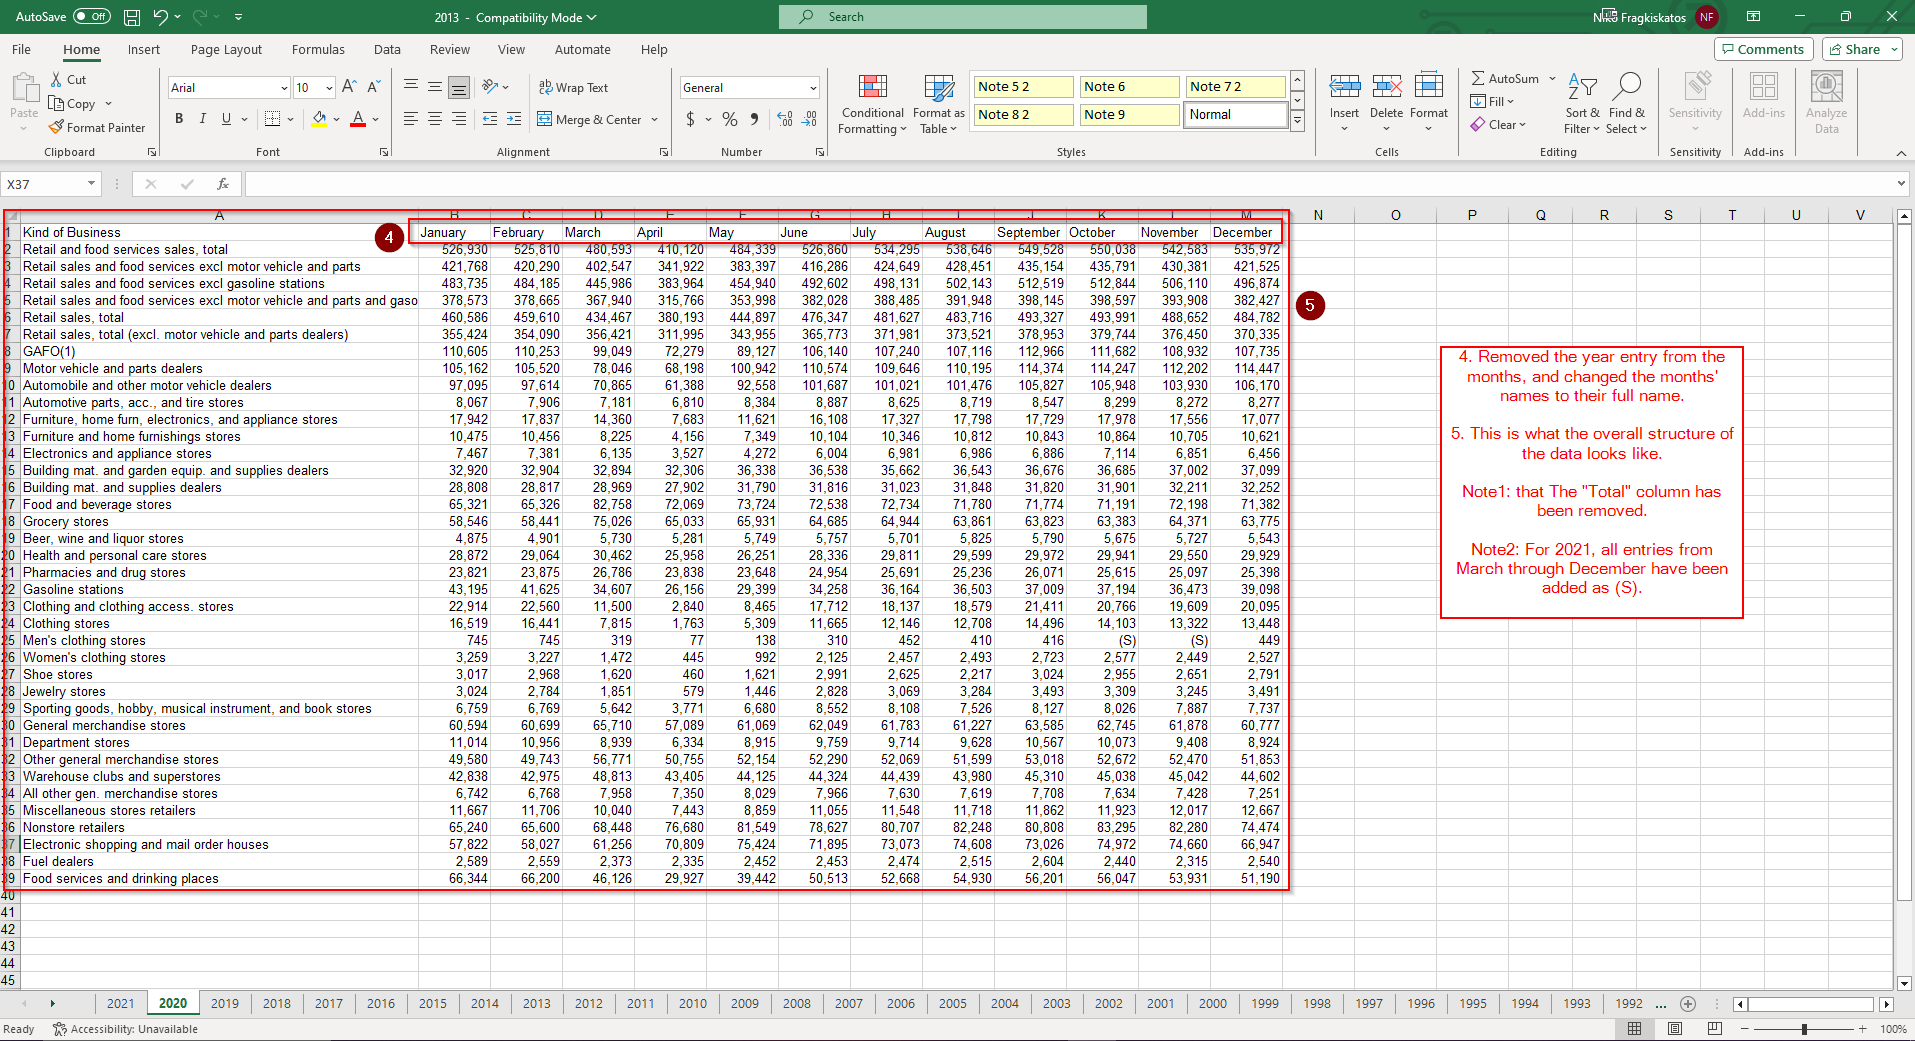 AutoSave Off 2013 - Compatibility Mode Search Fragkiskatos NF
File Home Insert Page Layout Formulas Data Review View Automate Help Comments Share
Cut
Copy
Format Painter
Paste
Clipboard
Arial 10
B I U
Font
Wrap Text
Merge & Center
Alignment
General
$ % 9
Number
Conditional Formatting
Format as Table
Note 5 2 Note 6 Note 7 2
Note 8 2 Note 9 Normal
Styles
Insert Delete Format
Cells
AutoSum
Fill
Clear
Sort & Filter
Find & Select
Editing
Sensitivity
Sensitivity
Add-ins
Add-ins
Analyze Data
X37 fx
A B C D E F G H I J K L M N O P Q R S T U V
1 Kind of Business 4 January February March April May June July August September October November December
2 Retail and food services sales, total 526,930 525,810 480,593 410,120 484,339 526,860 534,295 538,646 549,528 550,038 542,583 535,972
3 Retail sales and food services excl motor vehicle and parts 421,768 420,290 402,547 341,922 383,397 416,286 424,649 428,451 435,154 435,791 430,381 421,525
4 Retail sales and food services excl gasoline stations 483,735 484,185 445,986 383,964 454,940 492,602 498,131 502,143 512,519 512,844 506,110 496,874
5 Retail sales and food services excl motor vehicle and parts and gaso 378,573 378,665 367,940 315,766 353,998 382,028 388,485 391,948 398,145 398,597 393,908 382,427 5
6 Retail sales, total 460,586 459,610 434,467 380,193 444,897 476,347 481,627 483,716 493,327 493,991 488,652 484,782
7 Retail sales, total (excl. motor vehicle and parts dealers) 355,424 354,090 356,421 311,995 343,955 365,773 371,981 373,521 378,953 379,744 376,450 370,335
8 GAFO(1) 110,605 110,253 99,049 72,279 89,127 106,140 107,240 107,116 112,966 111,682 108,932 107,735
9 Motor vehicle and parts dealers 105,162 105,520 78,046 68,198 100,942 110,574 109,646 110,195 114,374 114,247 112,202 114,447
10 Automobile and other motor vehicle dealers 97,095 97,614 70,865 61,388 92,558 101,687 101,021 101,476 105,827 105,948 103,930 106,170
11 Automotive parts, acc., and tire stores 8,067 7,906 7,181 6,810 8,384 8,887 8,625 8,719 8,547 8,299 8,272 8,277
12 Furniture, home furn, electronics, and appliance stores 17,942 17,837 14,360 7,683 11,621 16,108 17,327 17,798 17,729 17,978 17,556 17,077
13 Furniture and home furnishings stores 10,475 10,456 8,225 4,156 7,349 10,104 10,346 10,812 10,843 10,864 10,705 10,621
14 Electronics and appliance stores 7,467 7,381 6,135 3,527 4,272 6,004 6,981 6,986 6,886 7,114 6,851 6,456
15 Building mat. and garden equip. and supplies dealers 32,920 32,904 32,894 32,306 36,338 36,538 35,662 36,543 36,676 36,685 37,002 37,099
16 Building mat. and supplies dealers 28,808 28,817 28,969 27,902 31,790 31,816 31,023 31,848 31,820 31,901 32,211 32,252
17 Food and beverage stores 65,321 65,326 82,758 72,069 73,724 72,538 72,734 71,780 71,774 71,191 72,198 71,382
18 Grocery stores 58,546 58,441 75,026 65,033 65,931 64,685 64,944 63,861 63,823 63,383 64,371 63,775
19 Beer, wine and liquor stores 4,875 4,901 5,730 5,281 5,749 5,757 5,701 5,825 5,790 5,675 5,727 5,543
20 Health and personal care stores 28,872 29,064 30,462 25,958 26,251 28,336 29,811 29,599 29,972 29,941 29,550 29,929
21 Pharmacies and drug stores 23,821 23,875 26,786 23,838 23,648 24,954 25,691 25,236 26,071 25,615 25,097 25,398
22 Gasoline stations 43,195 41,625 34,607 26,156 29,399 34,258 36,164 36,503 37,009 37,194 36,473 39,098
23 Clothing and clothing access. stores 22,914 22,560 11,500 2,840 8,465 17,712 18,137 18,579 21,411 20,766 19,609 20,095
24 Clothing stores 16,519 16,441 7,815 1,763 5,309 11,665 12,146 12,708 14,496 14,103 13,322 13,448
25 Men's clothing stores 745 745 319 77 138 310 452 410 416 (S) (S) 449
26 Women's clothing stores 3,259 3,227 1,472 445 992 2,125 2,457 2,493 2,723 2,577 2,449 2,527
27 Shoe stores 3,017 2,968 1,620 460 1,621 2,991 2,625 2,217 3,024 2,955 2,651 2,791
28 Jewelry stores 3,024 2,784 1,851 579 1,446 2,828 3,069 3,284 3,493 3,309 3,245 3,491
29 Sporting goods, hobby, musical instrument, and book stores 6,759 6,769 5,642 3,771 6,680 8,552 8,108 7,526 8,127 8,026 7,887 7,737
30 General merchandise stores 60,594 60,699 65,710 57,089 61,069 62,049 61,783 61,227 63,585 62,745 61,878 60,777
31 Department stores 11,014 10,956 8,939 6,334 8,915 9,759 9,714 9,628 10,567 10,073 9,408 8,924
32 Other general merchandise stores 49,580 49,743 56,771 50,755 52,154 52,290 52,069 51,599 53,018 52,672 52,470 51,853
33 Warehouse clubs and superstores 42,838 42,975 48,813 43,405 44,125 44,324 44,439 43,980 45,310 45,038 45,042 44,602
34 All other gen. merchandise stores 6,742 6,768 7,958 7,350 8,029 7,966 7,630 7,619 7,708 7,634 7,428 7,251
35 Miscellaneous stores retailers 11,667 11,706 10,040 7,443 8,859 11,055 11,548 11,718 11,862 11,923 12,017 12,667
36 Nonstore retailers 65,240 65,600 68,448 76,680 81,549 78,627 80,707 82,248 80,808 83,295 82,280 74,474
37 Electronic shopping and mail order houses 57,822 58,027 61,256 70,809 75,424 71,895 73,073 74,608 73,026 74,972 74,660 66,947
38 Fuel dealers 2,589 2,559 2,373 2,335 2,452 2,453 2,474 2,515 2,604 2,440 2,315 2,540
39 Food services and drinking places 66,344 66,200 46,126 29,927 39,442 50,513 52,668 54,930 56,201 56,047 53,931 51,190
40
41
42
43
44
45
4. Removed the year entry from the
months, and changed the months'
names to their full name.
5. This is what the overall structure of
the data looks like.
Note1: that The "Total" column has
been removed.
Note2: For 2021, all entries from
March through December have been
added as (S).
2021 2020 2019 2018 2017 2016 2015 2014 2013 2012 2011 2010 2009 2008 2007 2006 2005 2004 2003 2002 2001 2000 1999 1998 1997 1996 1995 1994 1993 1992 ...
Ready Accessibility: Unavailable 100%